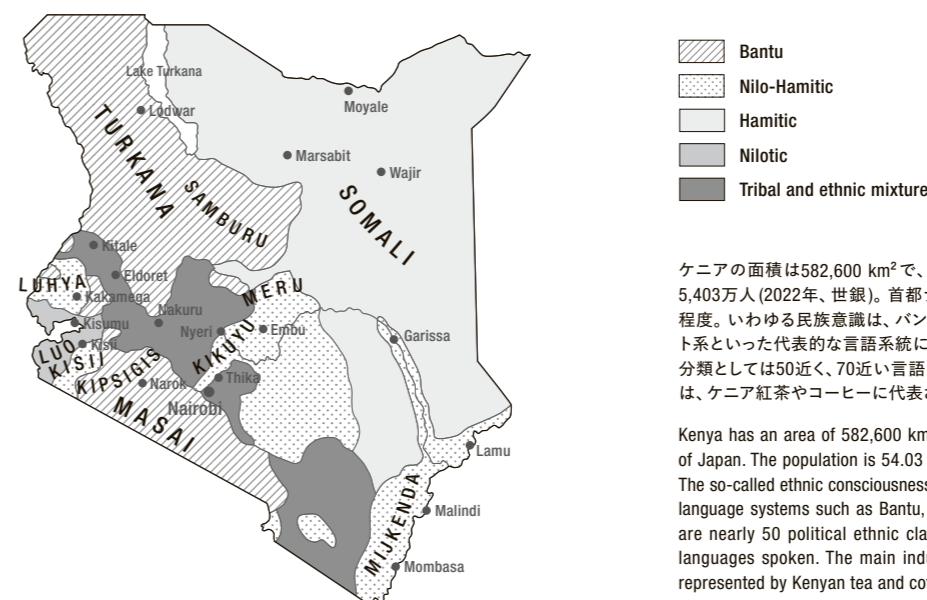 Lake Turkana
Lodwar
Moyale
Marsabit
Wajir
TURKANA
SAMBURU
SOMALI
Kitale
Eldoret
LUHYA
Kakamega
MERU
Nakuru
Kisumu
Nyeri
Embu
Garissa
LUO
Kisii
KISII
KIKUYU
KIPSIGIS
Narok
Thika
Nairobi
MASAI
Lamu
MIJIKENDA
Malindi
Mombasa
Bantu
Nilo-Hamitic
Hamitic
Nilotic
Tribal and ethnic mixture
ケニアの面積は582,600 km²で、
5,403万人(2022年、世銀)。首都
程度。いわゆる民族意識は、バン
ト系といった代表的な言語系統に
分類としては50近く、70近い言語
は、ケニア紅茶やコーヒーに代表
Kenya has an area of 582,600 km
of Japan. The population is 54.03
The so-called ethnic consciousness
language systems such as Bantu,
are nearly 50 political ethnic cla
languages spoken. The main indu
represented by Kenyan tea and co